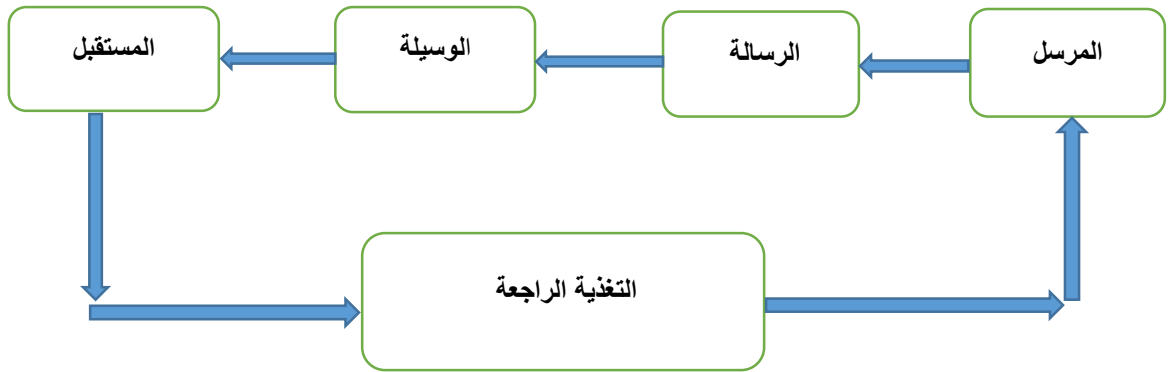 المرسل
الرسالة
الوسيلة
المستقبل
التغذية الراجعة